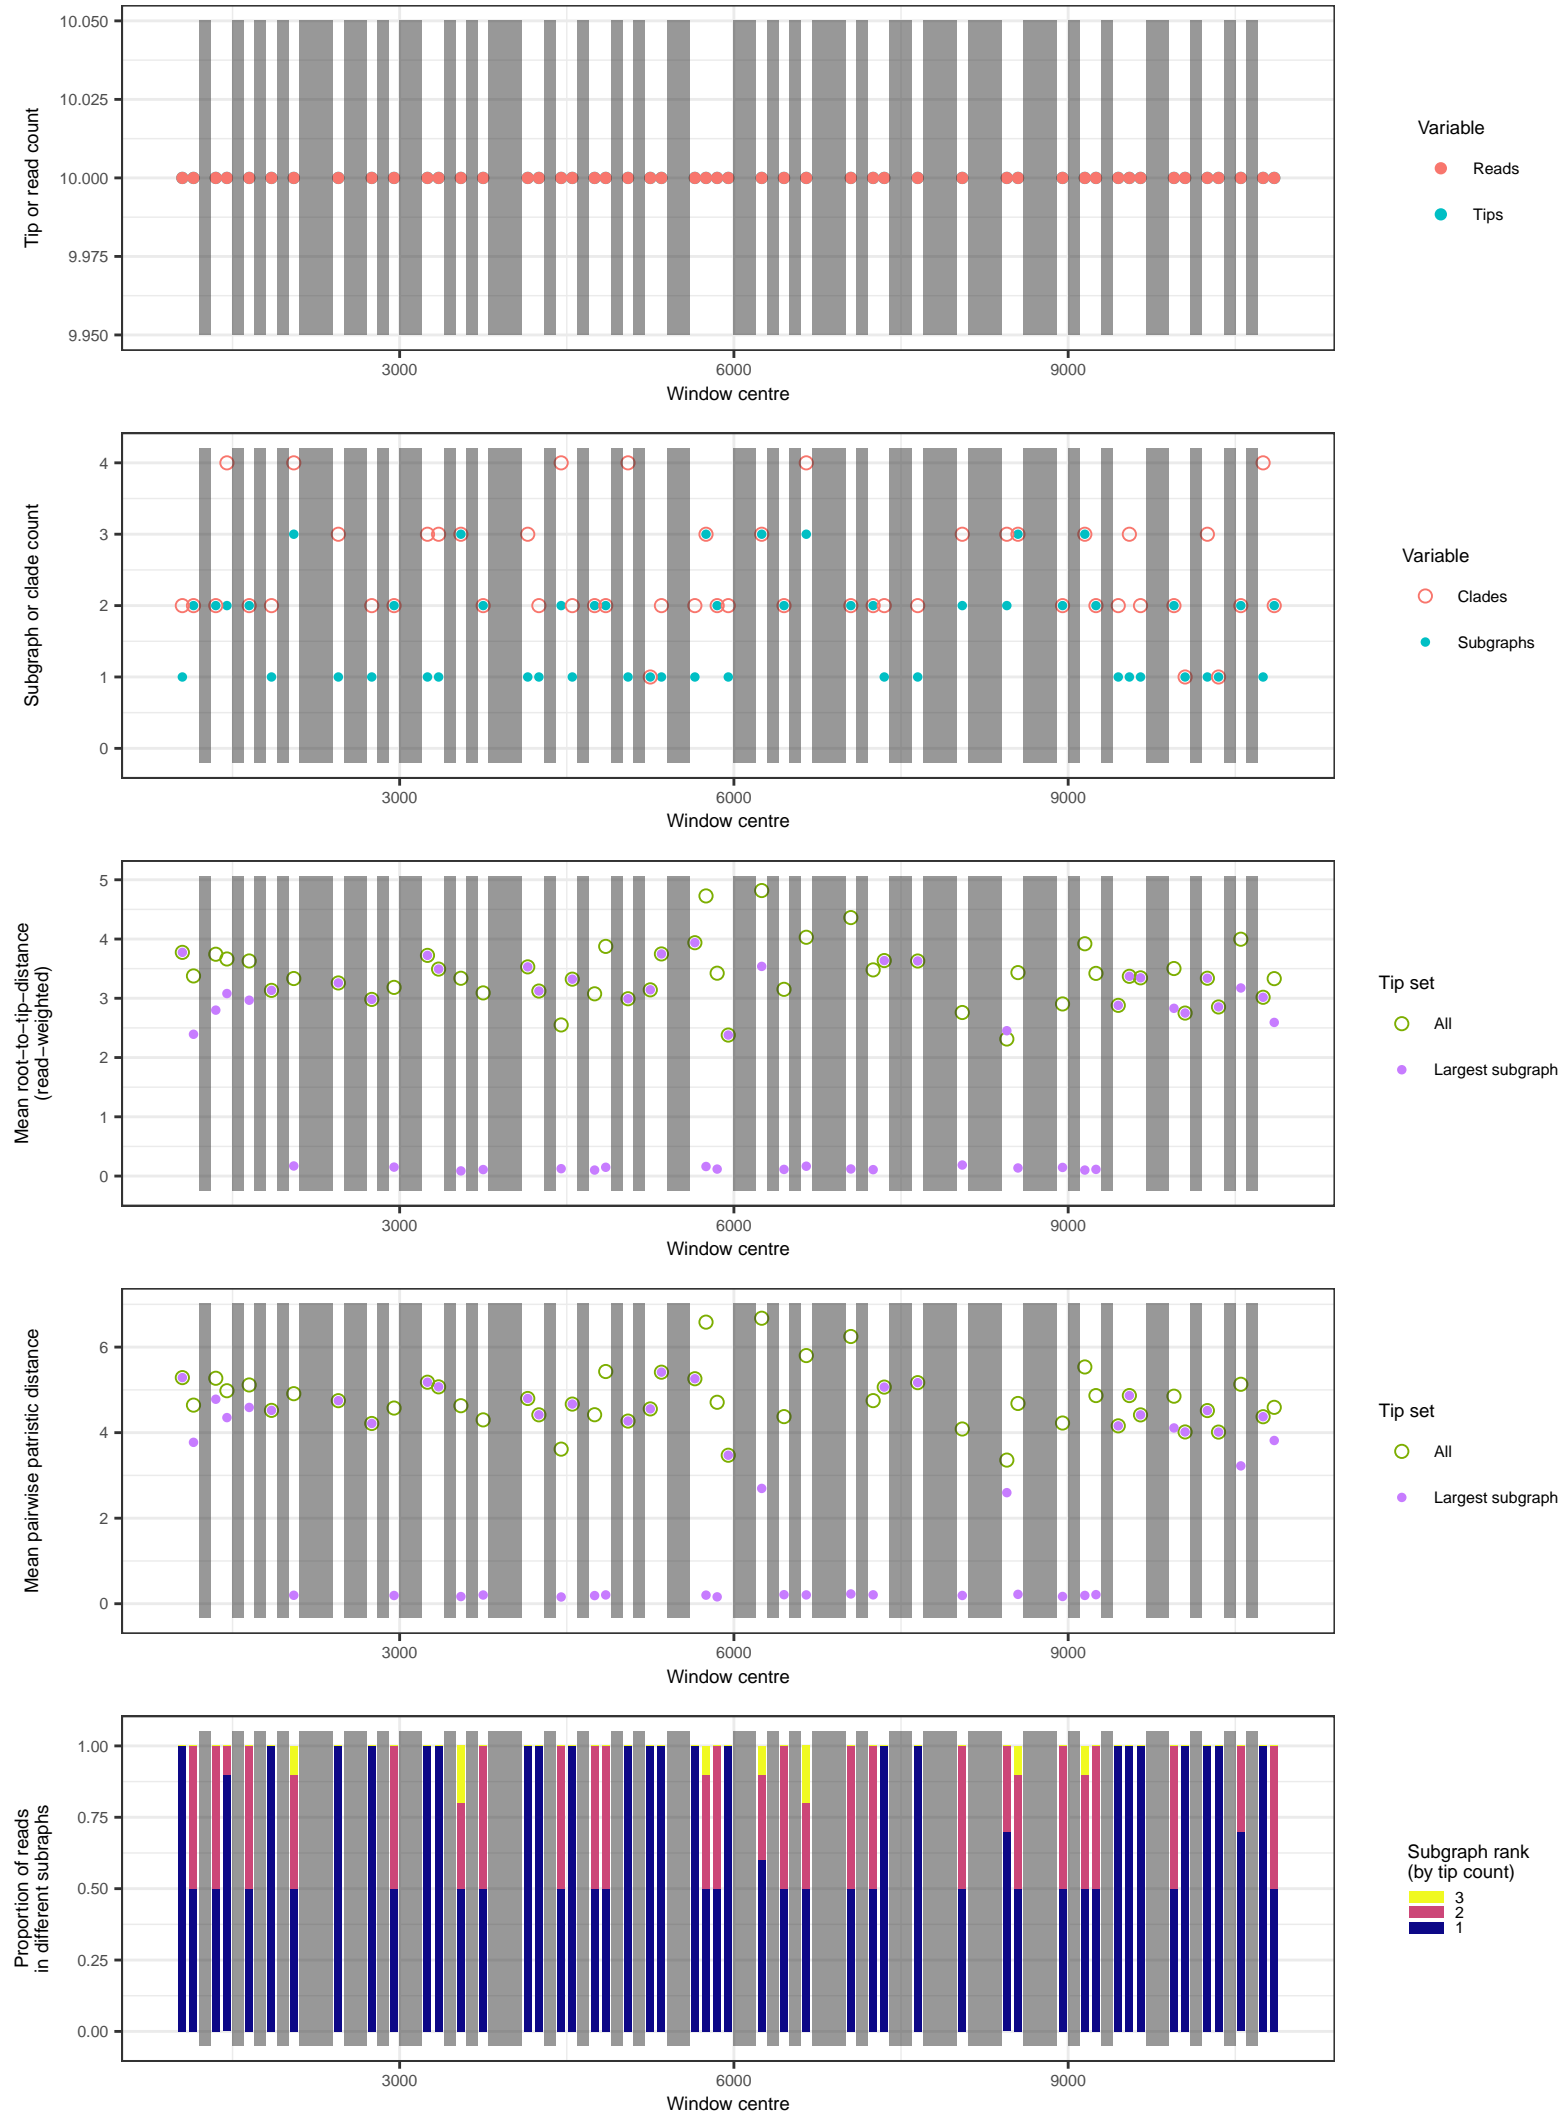 10.050
10.025
10.000
9.975
9.950
Tip or read count
3000
6000
9000
Window centre
Variable
Reads
Tips
4
3
2
1
0
Subgraph or clade count
3000
6000
9000
Window centre
Variable
Clades
Subgraphs
5
4
3
2
1
0
Mean root−to−tip−distance
(read−weighted)
3000
6000
9000
Window centre
Tip set
All
Largest subgraph
6
4
2
0
Mean pairwise patristic distance
3000
6000
9000
Window centre
Tip set
All
Largest subgraph
1.00
0.75
0.50
0.25
0.00
Proportion of reads
in different subraphs
3000
6000
9000
Window centre
Subgraph rank
(by tip count)
3
2
1